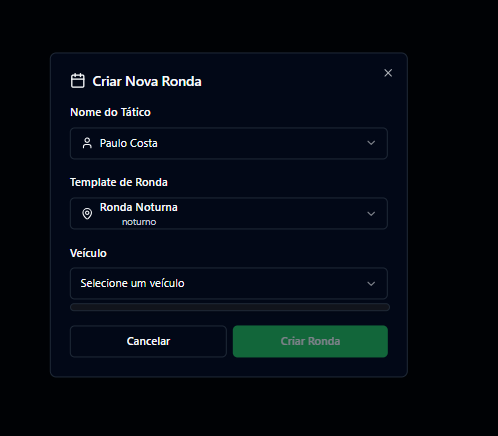 Criar Nova Ronda
Nome do Tático
Paulo Costa
Template de Ronda
Ronda Noturna
noturno
Veículo
Selecione um veículo
Cancelar
Criar Ronda